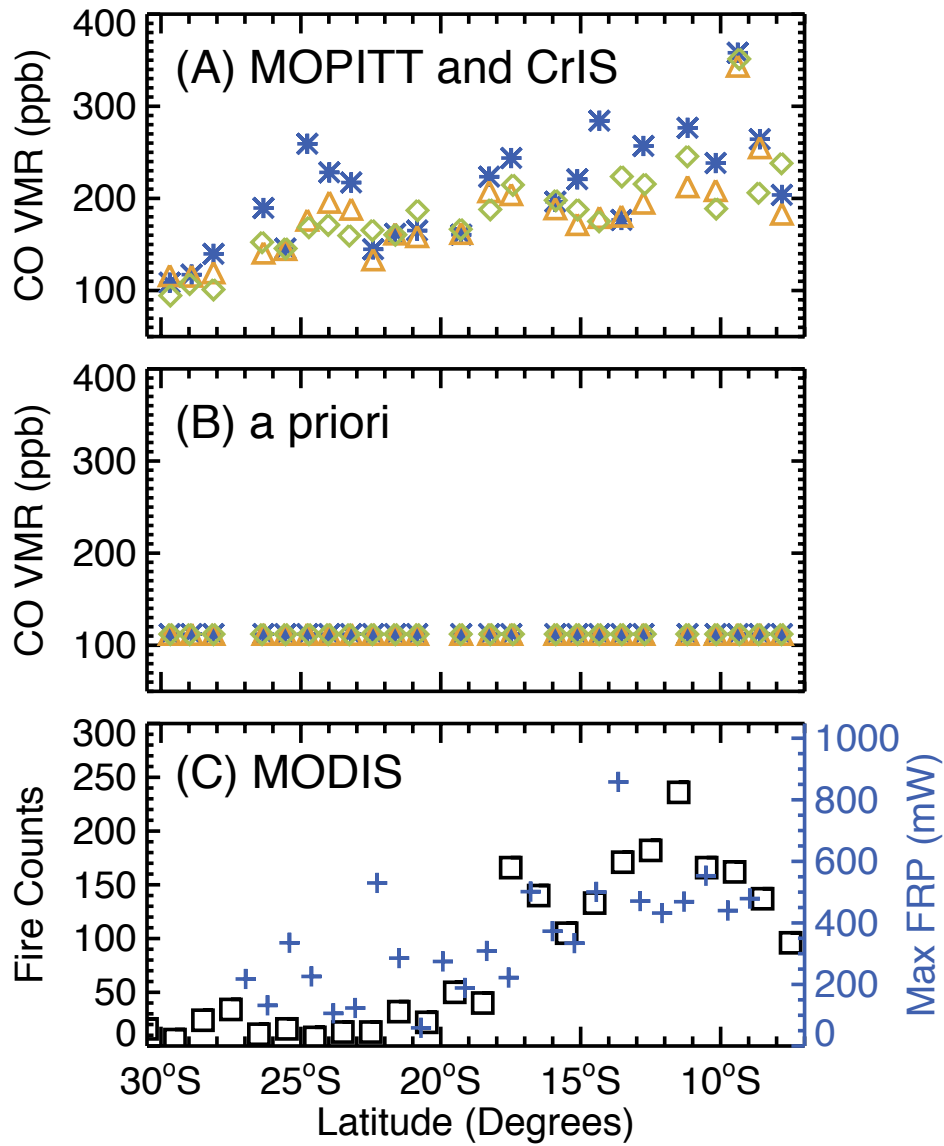 (A) MOPITT and CrIS
CO VMR (ppb)
400
300
200
100
(B) a priori
CO VMR (ppb)
400
300
200
100
(C) MODIS
Fire Counts
300
250
200
150
100
50
0
1000
800
600
400
200
0
Max FRP (mW)
30°S 25°S 20°S 15°S 10°S
Latitude (Degrees)